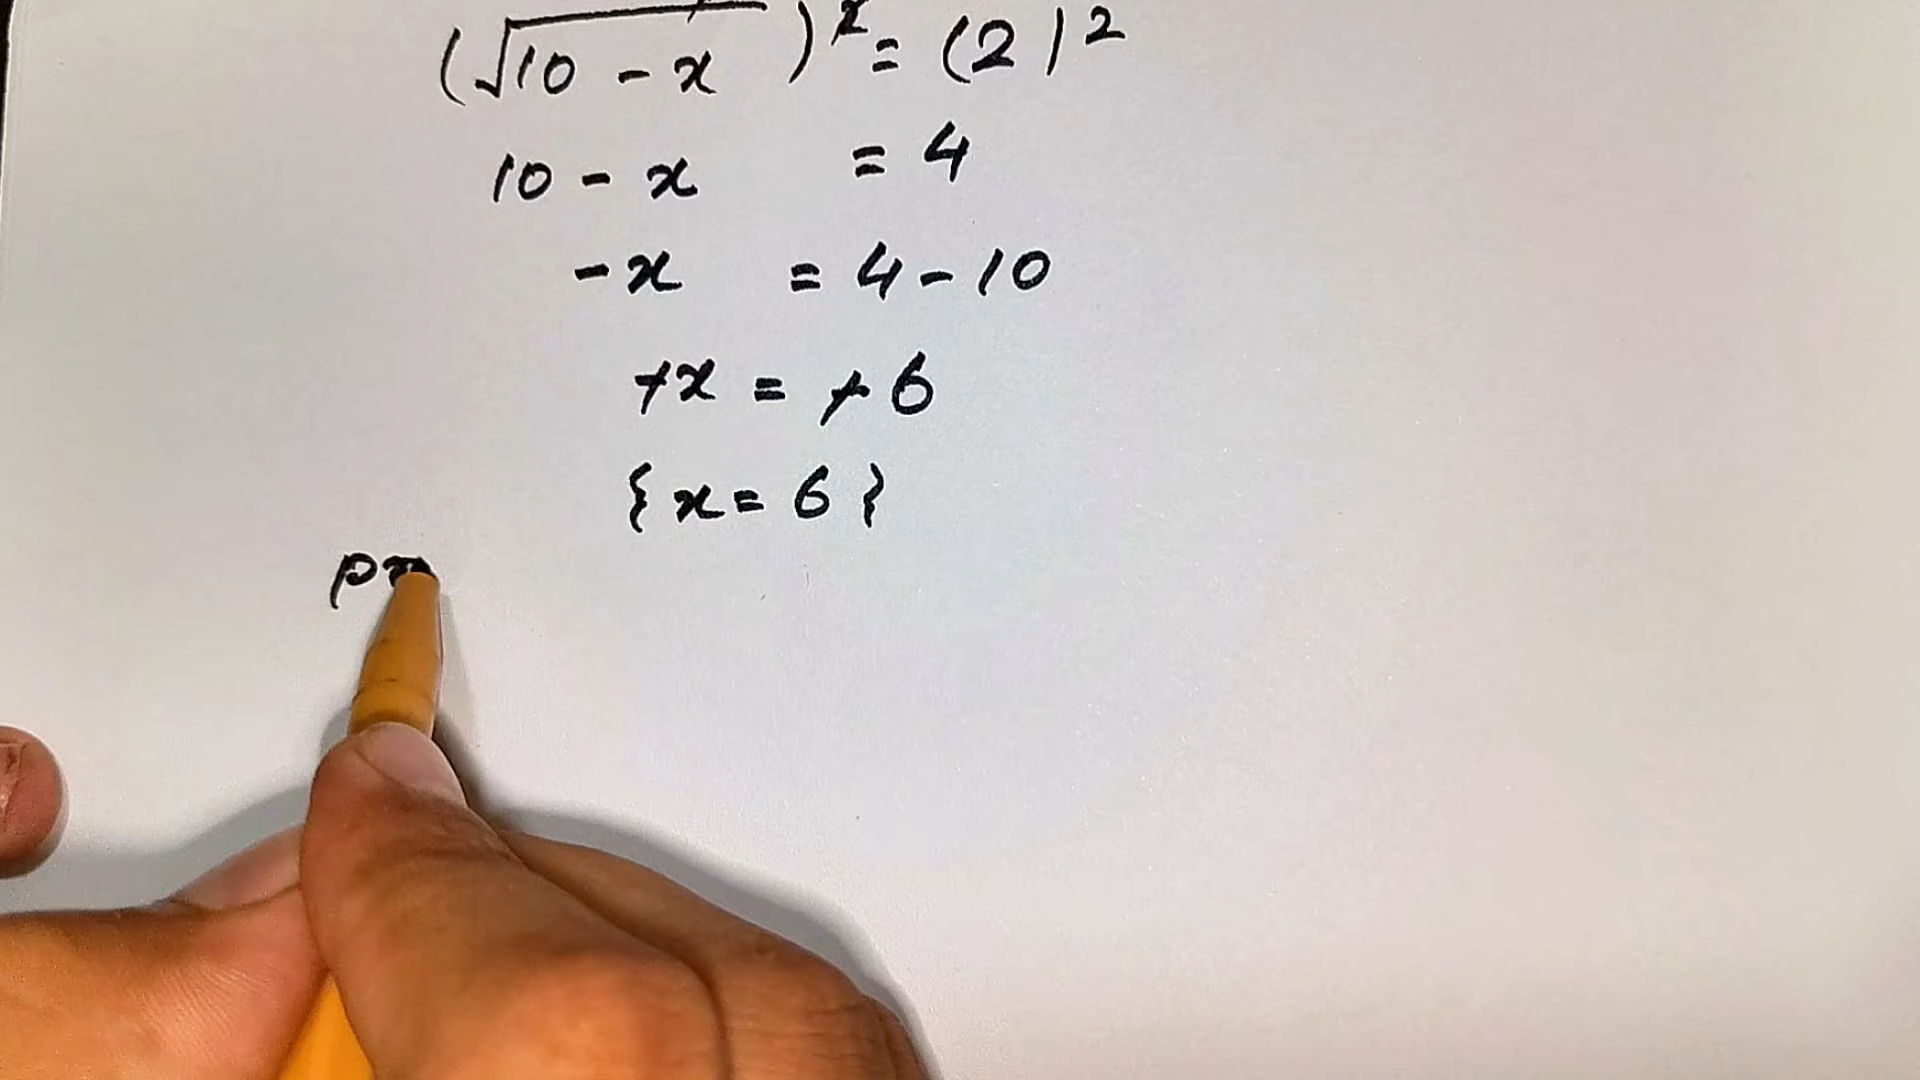 (√10 - x)² = (2)²
10 - x = 4
-x = 4 - 10
+x = +6
{x = 6}